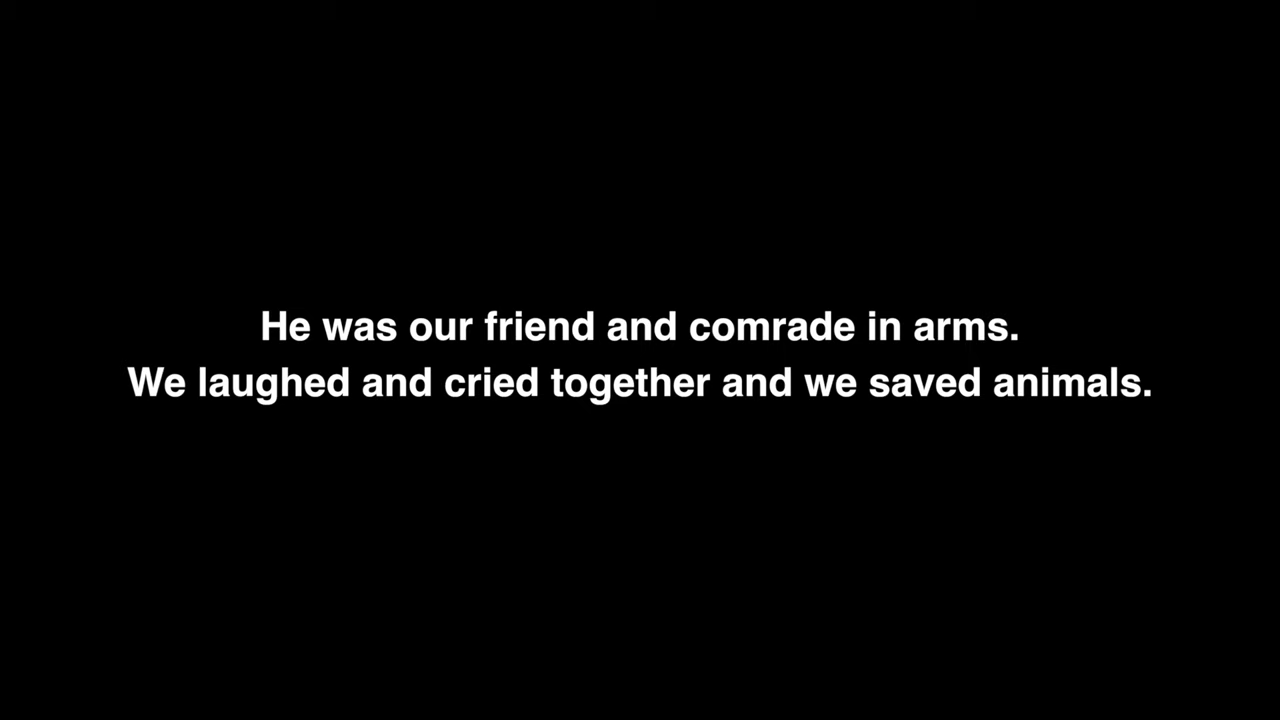 He was our friend and comrade in arms.
We laughed and cried together and we saved animals.